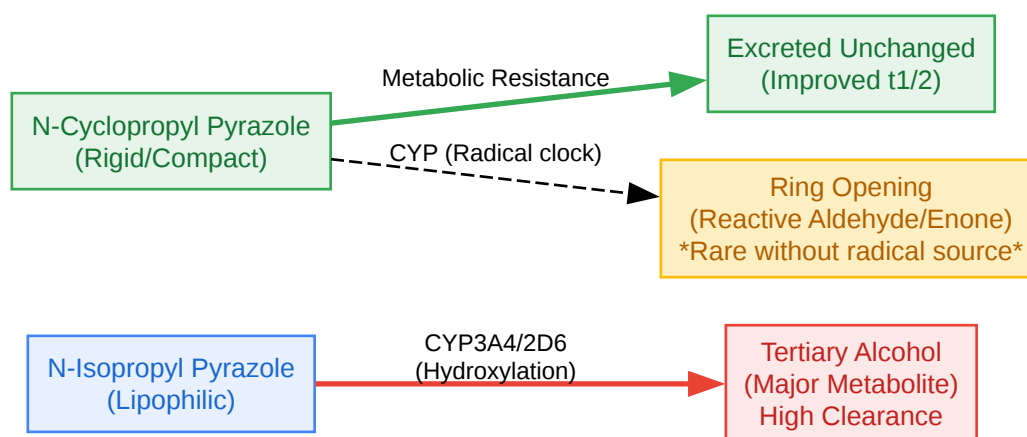 Excreted Unchanged
(Improved t1/2)
Metabolic Resistance
N-Cyclopropyl Pyrazole
(Rigid/Compact)
CYP (Radical clock)
Ring Opening
(Reactive Aldehyde/Enone)
*Rare without radical source*
N-Isopropyl Pyrazole
(Lipophilic)
CYP3A4/2D6
(Hydroxylation)
Tertiary Alcohol
(Major Metabolite)
High Clearance